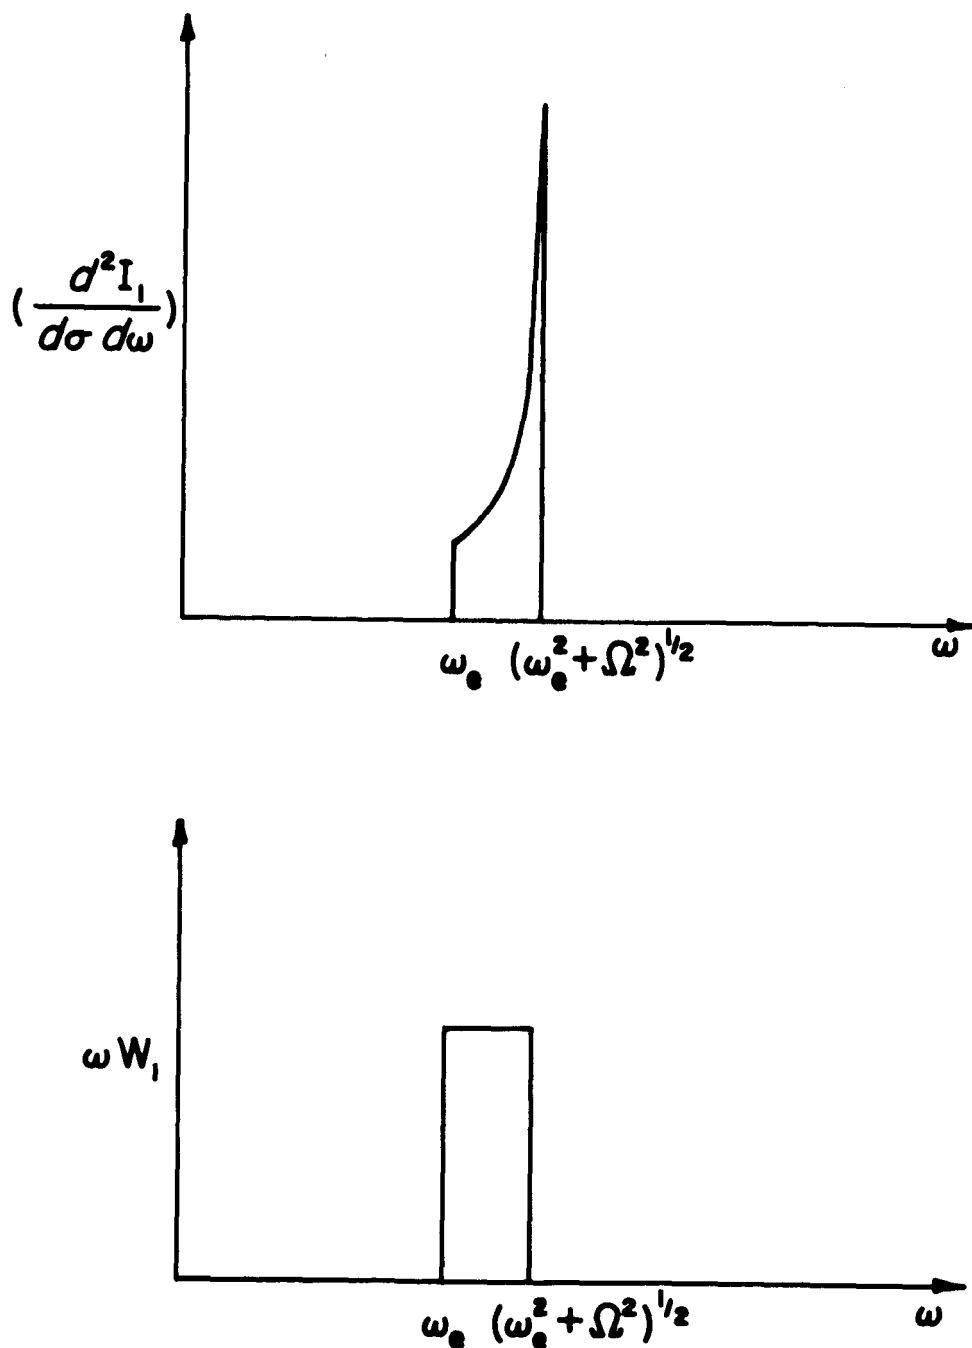 (d²I₁/dσ dω)
ωₑ (ωₑ² + Ω²)^1/2
ω
ω W₁
ωₑ (ωₑ² + Ω²)^1/2
ω